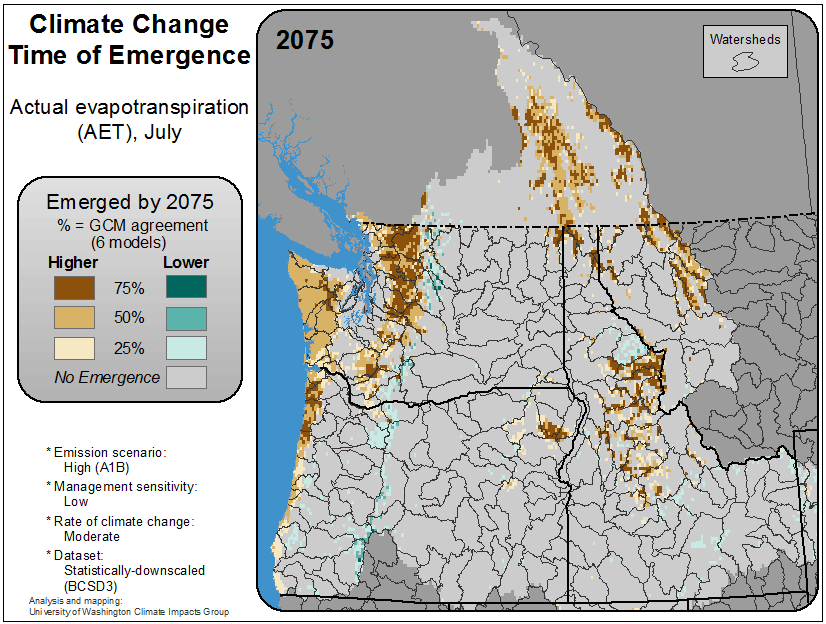 Climate Change
Time of Emergence
Actual evapotranspiration
(AET), July
Emerged by 2075
% = GCM agreement
(6 models)
Higher Lower
75%
50%
25%
No Emergence
* Emission scenario:
High (A1B)
* Management sensitivity:
Low
* Rate of climate change:
Moderate
* Dataset:
Statistically-downscaled
(BCSD3)
Analysis and mapping:
University of Washington Climate Impacts Group
2075
Watersheds